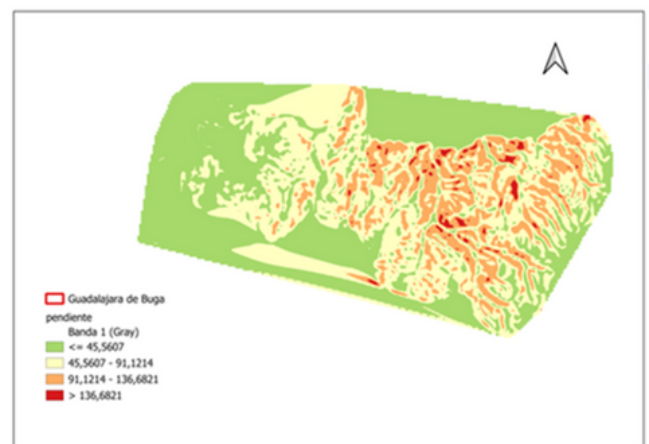 Guadalajara de Buga
pendiente
Banda 1 (Gray)
<= 45,5607
45,5607 - 91,1214
91,1214 - 136,6821
> 136,6821